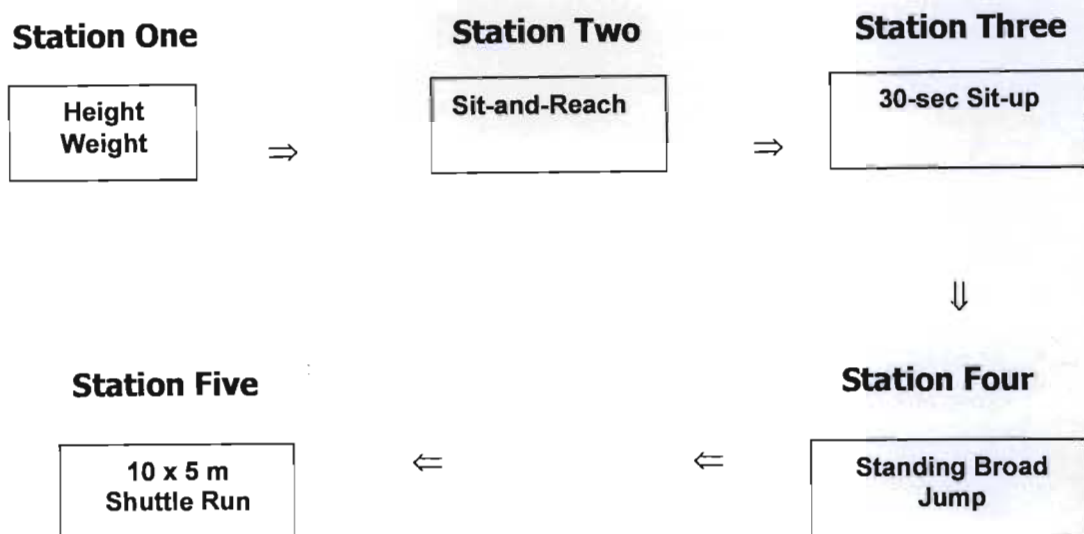 Station One
Height
Weight
⇒
Station Two
Sit-and-Reach
⇒
Station Three
30-sec Sit-up
⇓
Station Four
Standing Broad
Jump
⇐
⇐
Station Five
10 x 5 m
Shuttle Run